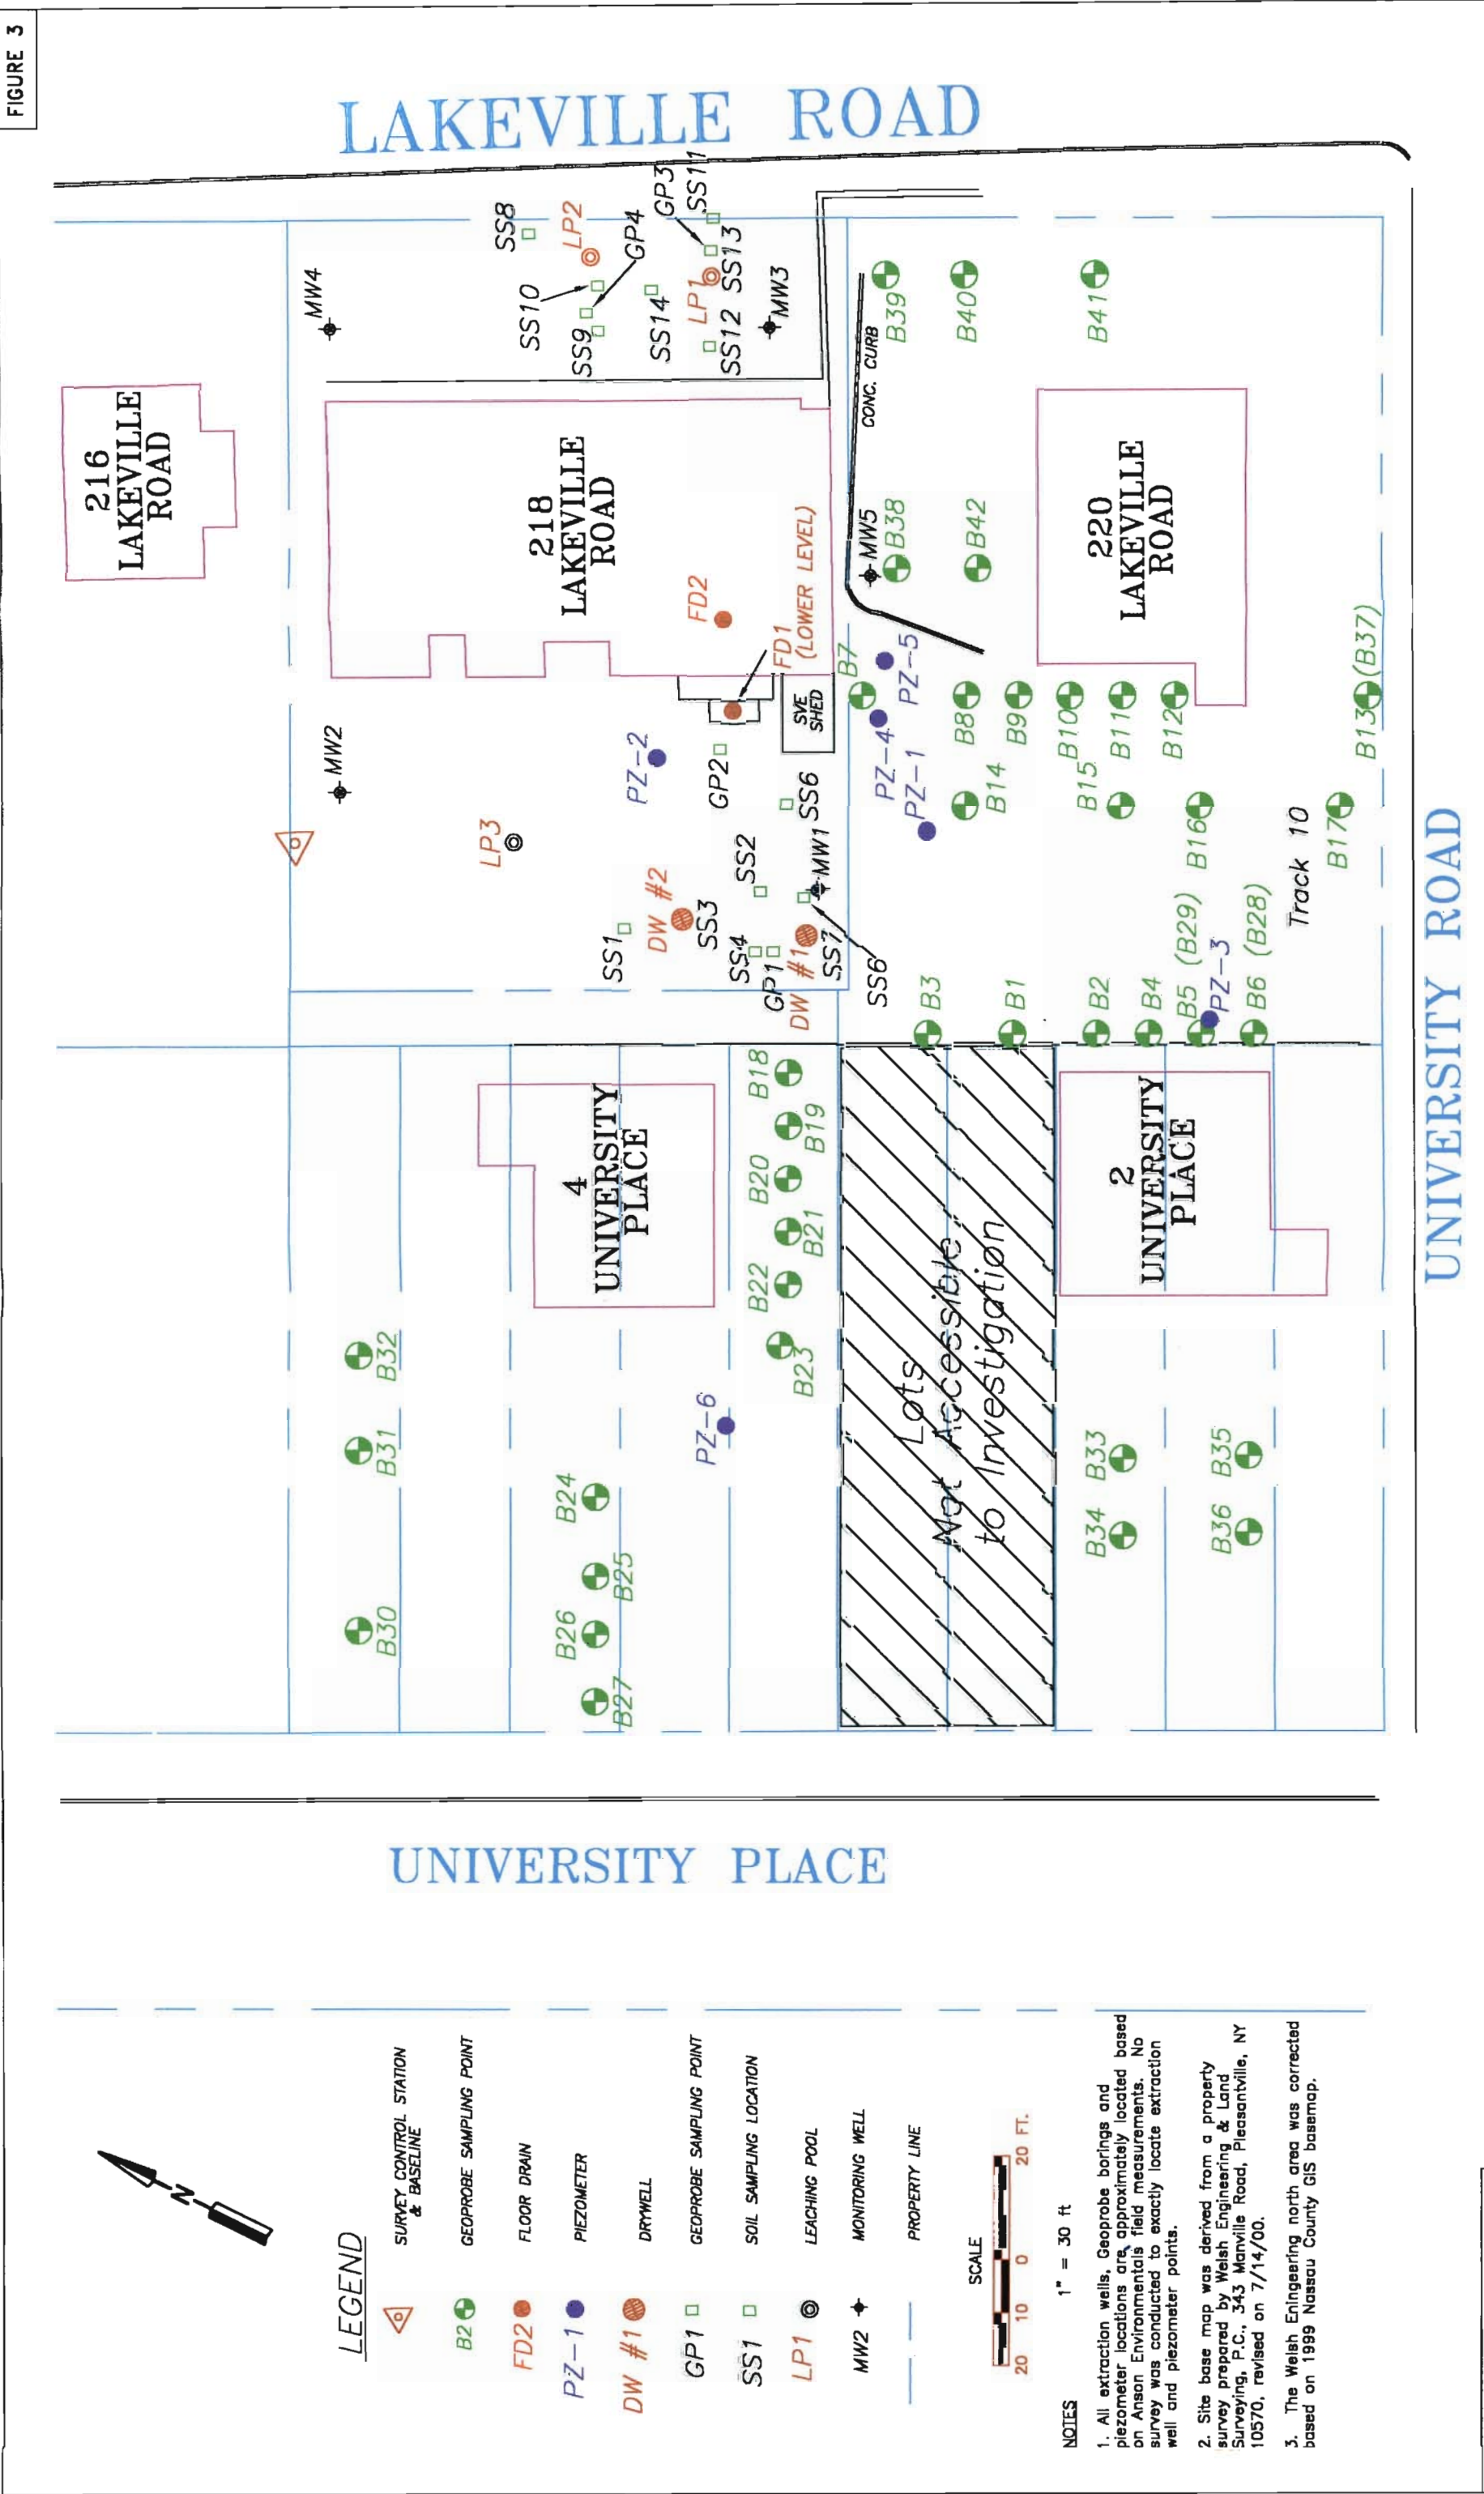 FIGURE 3
LAKEVILLE ROAD
UNIVERSITY ROAD
UNIVERSITY PLACE
216
LAKEVILLE
ROAD
218
LAKEVILLE
ROAD
220
LAKEVILLE
ROAD
4
UNIVERSITY
PLACE
2
UNIVERSITY
PLACE
Lots
Not Accessible
to Investigation
MW4
SS8
LP2
SS10
GP4
SS9
SS14
GP3
SS11
LP1
SS13
SS12
MW3
CONC. CURB
B39
B40
B41
MW5
B38
B42
FD2
FD1
(LOWER LEVEL)
SVE
SHED
MW2
LP3
PZ-2
GP2
SS6
SS2
MW1
DW #2
SS3
SS1
SS4
GP1
DW #1
SS7
SS6
B7
PZ-5
PZ-4
PZ-1
B8
B9
B10
B11
B12
B13
(B37)
B14
B15
B16
B17
Track 10
B3
B1
B2
B4
B5 (B29)
PZ-3
B6 (B28)
B18
B19
B20
B21
B22
B23
PZ-6
B32
B31
B30
B24
B25
B26
B27
B33
B34
B35
B36
N
LEGEND
SURVEY CONTROL STATION
& BASELINE
B2 GEOPROBE SAMPLING POINT
FD2 FLOOR DRAIN
PZ-1 PIEZOMETER
DW #1 DRYWELL
GP1 GEOPROBE SAMPLING POINT
SS1 SOIL SAMPLING LOCATION
LP1 LEACHING POOL
MW2 MONITORING WELL
PROPERTY LINE
SCALE
20 10 0 20 FT.
1" = 30 ft
NOTES
1. All extraction wells, Geoprobe borings and
piezometer locations are approximately located based
on Anson Environmentals field measurements. No
survey was conducted to exactly locate extraction
well and piezometer points.
2. Site base map was derived from a property
survey prepared by Welsh Engineering & Land
Surveying, P.C., 343 Manville Road, Pleasantville, NY
10570, revised on 7/14/00.
3. The Welsh Eningeering north area was corrected
based on 1999 Nassau County GIS basemap.